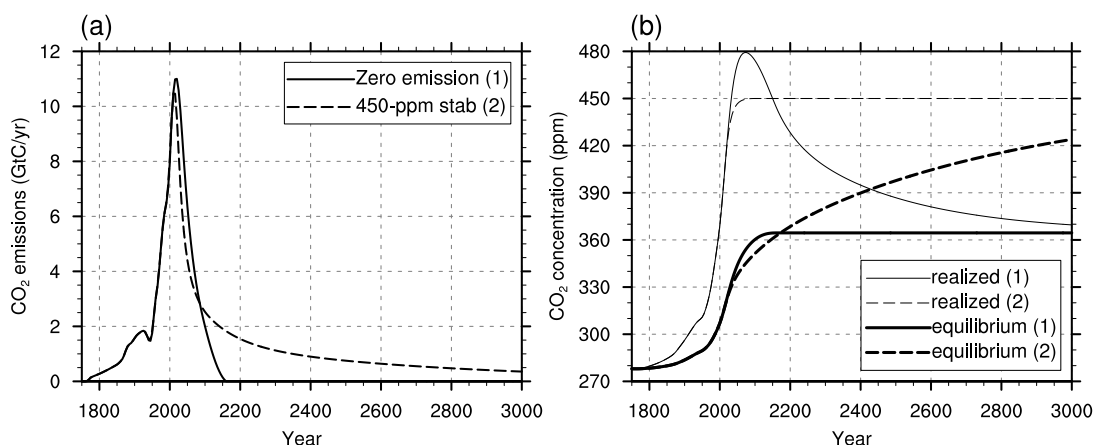 (a)
12
10
8
6
4
2
0
CO₂ emissions (GtC/yr)
Zero emission (1)
450-ppm stab (2)
1800 2000 2200 2400 2600 2800 3000
Year
(b)
480
450
420
390
360
330
300
270
CO₂ concentration (ppm)
realized (1)
realized (2)
equilibrium (1)
equilibrium (2)
1800 2000 2200 2400 2600 2800 3000
Year